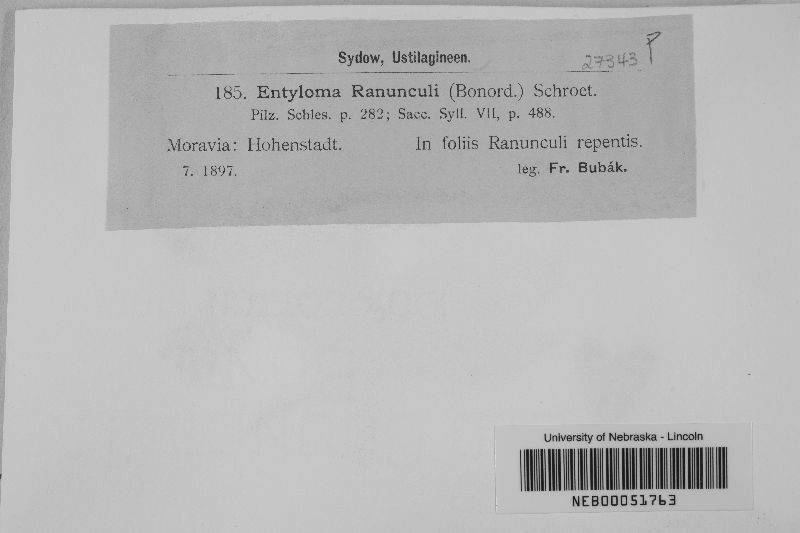 Sydow, Ustilagineen.
27343 P
185. Entyloma Ranunculi (Bonord.) Schroet.
Pilz. Schles. p. 282; Sacc. Syll. VII, p. 488.
Moravia: Hohenstadt. In foliis Ranunculi repentis.
7. 1897. leg. Fr. Bubák.
University of Nebraska - Lincoln
NEB00051763